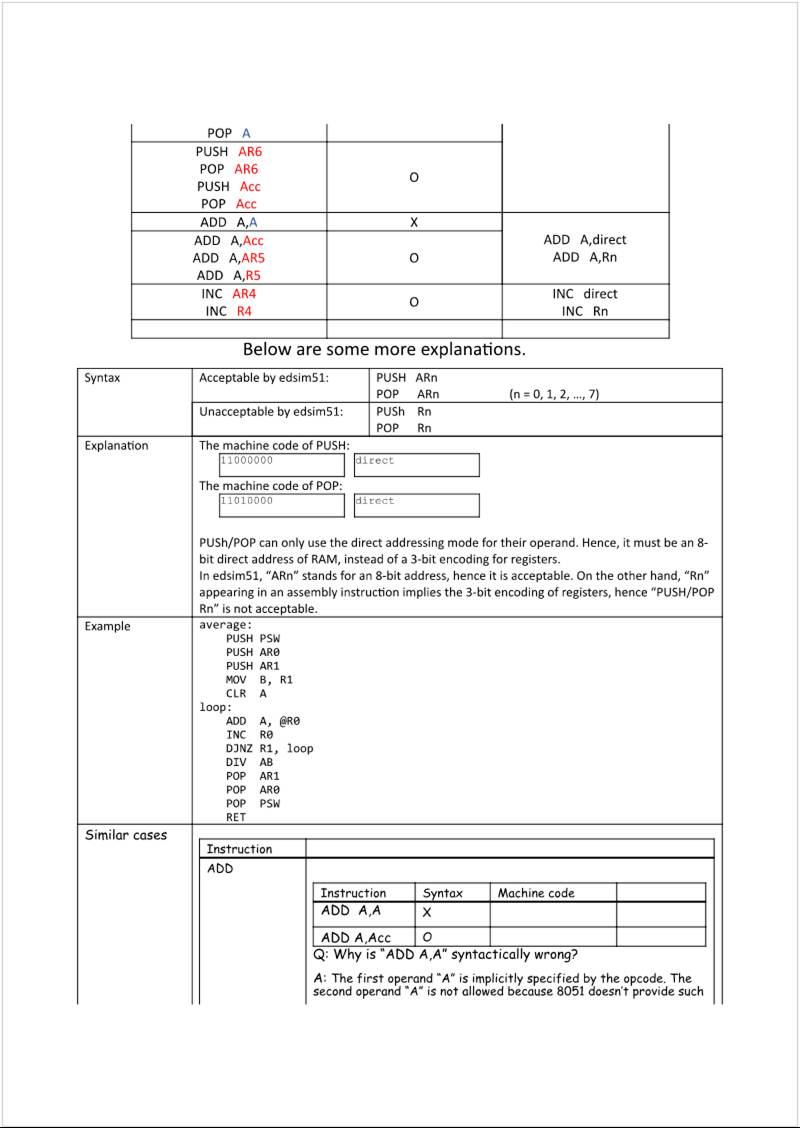 POP A
PUSH AR6
POP AR6
PUSH Acc
POP Acc
O
ADD A,A
X
ADD A,Acc
ADD A,AR5
ADD A,R5
O
ADD A,direct
ADD A,Rn
INC AR4
INC R4
O
INC direct
INC Rn
Below are some more explanations.
Syntax
Acceptable by edsim51:
PUSH ARn
POP ARn (n = 0, 1, 2, …, 7)
Unacceptable by edsim51:
PUSh Rn
POP Rn
Explanation
The machine code of PUSH:
11000000 direct
The machine code of POP:
11010000 direct
PUSh/POP can only use the direct addressing mode for their operand. Hence, it must be an 8-
bit direct address of RAM, instead of a 3-bit encoding for registers.
In edsim51, “ARn” stands for an 8-bit address, hence it is acceptable. On the other hand, “Rn”
appearing in an assembly instruction implies the 3-bit encoding of registers, hence “PUSH/POP
Rn” is not acceptable.
Example
average:
PUSH PSW
PUSH AR0
PUSH AR1
MOV B, R1
CLR A
loop:
ADD A, @R0
INC R0
DJNZ R1, loop
DIV AB
POP AR1
POP AR0
POP PSW
RET
Similar cases
Instruction
ADD
Instruction Syntax Machine code
ADD A,A X
ADD A,Acc O
Q: Why is “ADD A,A” syntactically wrong?
A: The first operand “A” is implicitly specified by the opcode. The
second operand “A” is not allowed because 8051 doesn’t provide such